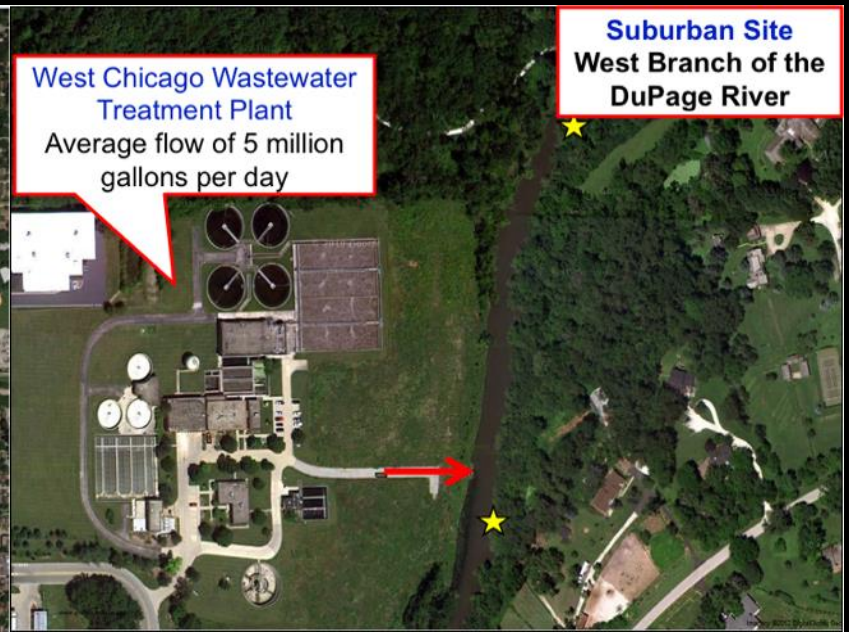 West Chicago Wastewater
Treatment Plant
Average flow of 5 million
gallons per day
Suburban Site
West Branch of the
DuPage River